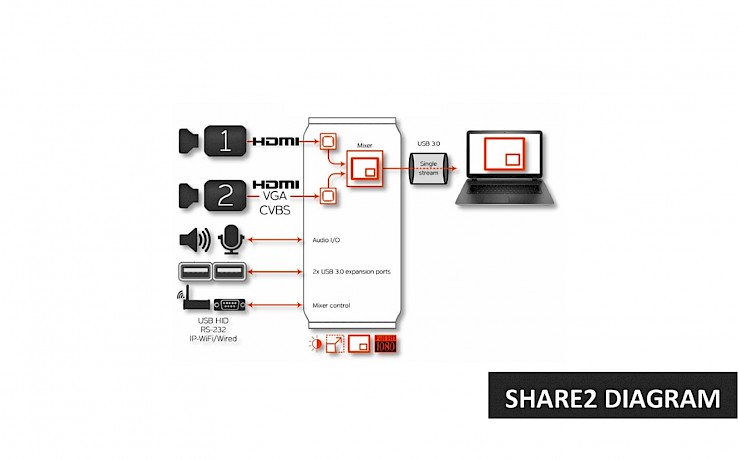 1
HDMI
Mixer
USB 3.0
Single
stream
2
HDMI
VGA
CVBS
Audio I/O
2x USB 3.0 expansion ports
Mixer control
USB HID
RS-232
IP-WiFi/Wired
1080
SHARE2 DIAGRAM